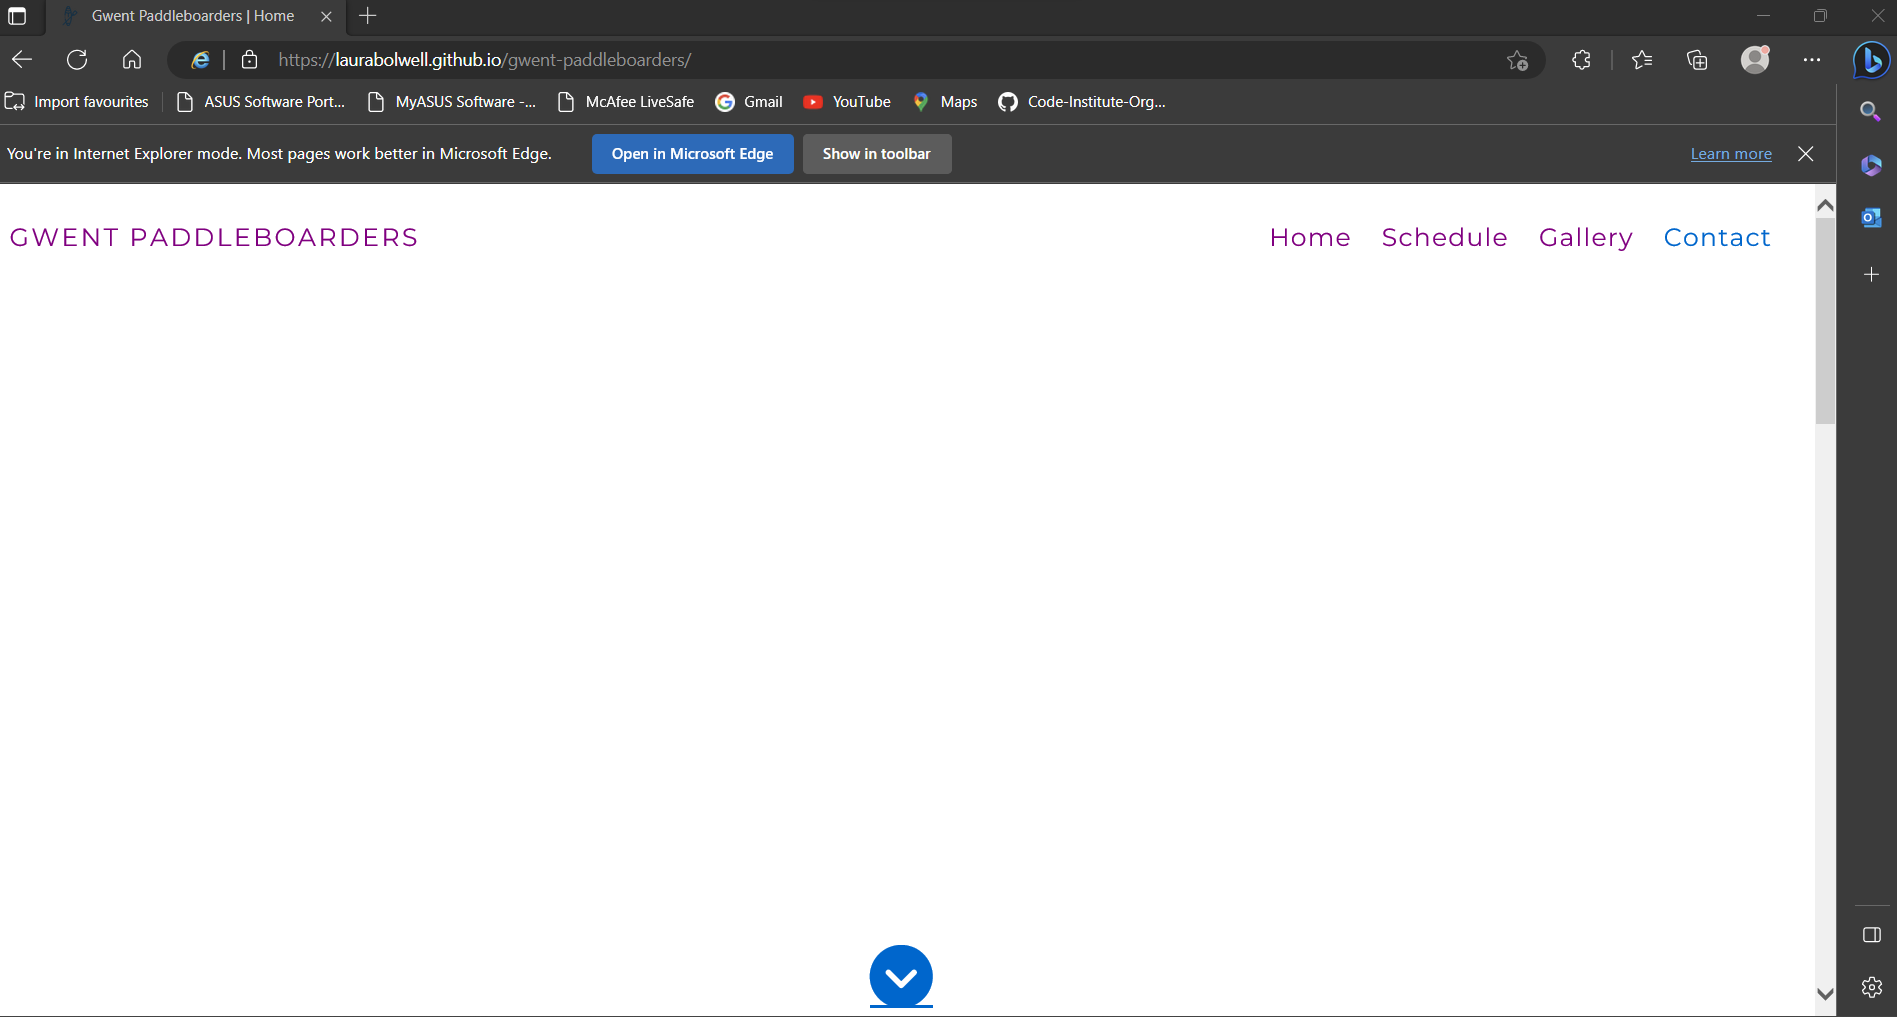 Gwent Paddleboarders | Home
https://laurabolwell.github.io/gwent-paddleboarders/
Import favourites ASUS Software Port... MyASUS Software -... McAfee LiveSafe Gmail YouTube Maps Code-Institute-Org...
You're in Internet Explorer mode. Most pages work better in Microsoft Edge. Open in Microsoft Edge Show in toolbar Learn more
GWENT PADDLEBOARDERS Home Schedule Gallery Contact